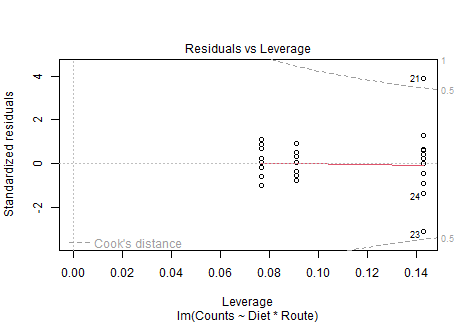 Residuals vs Leverage
Standardized residuals
4
2
0
-2
21
24
23
1
0.5
0.5
Cook's distance
0.00 0.02 0.04 0.06 0.08 0.10 0.12 0.14
Leverage
lm(Counts ~ Diet * Route)